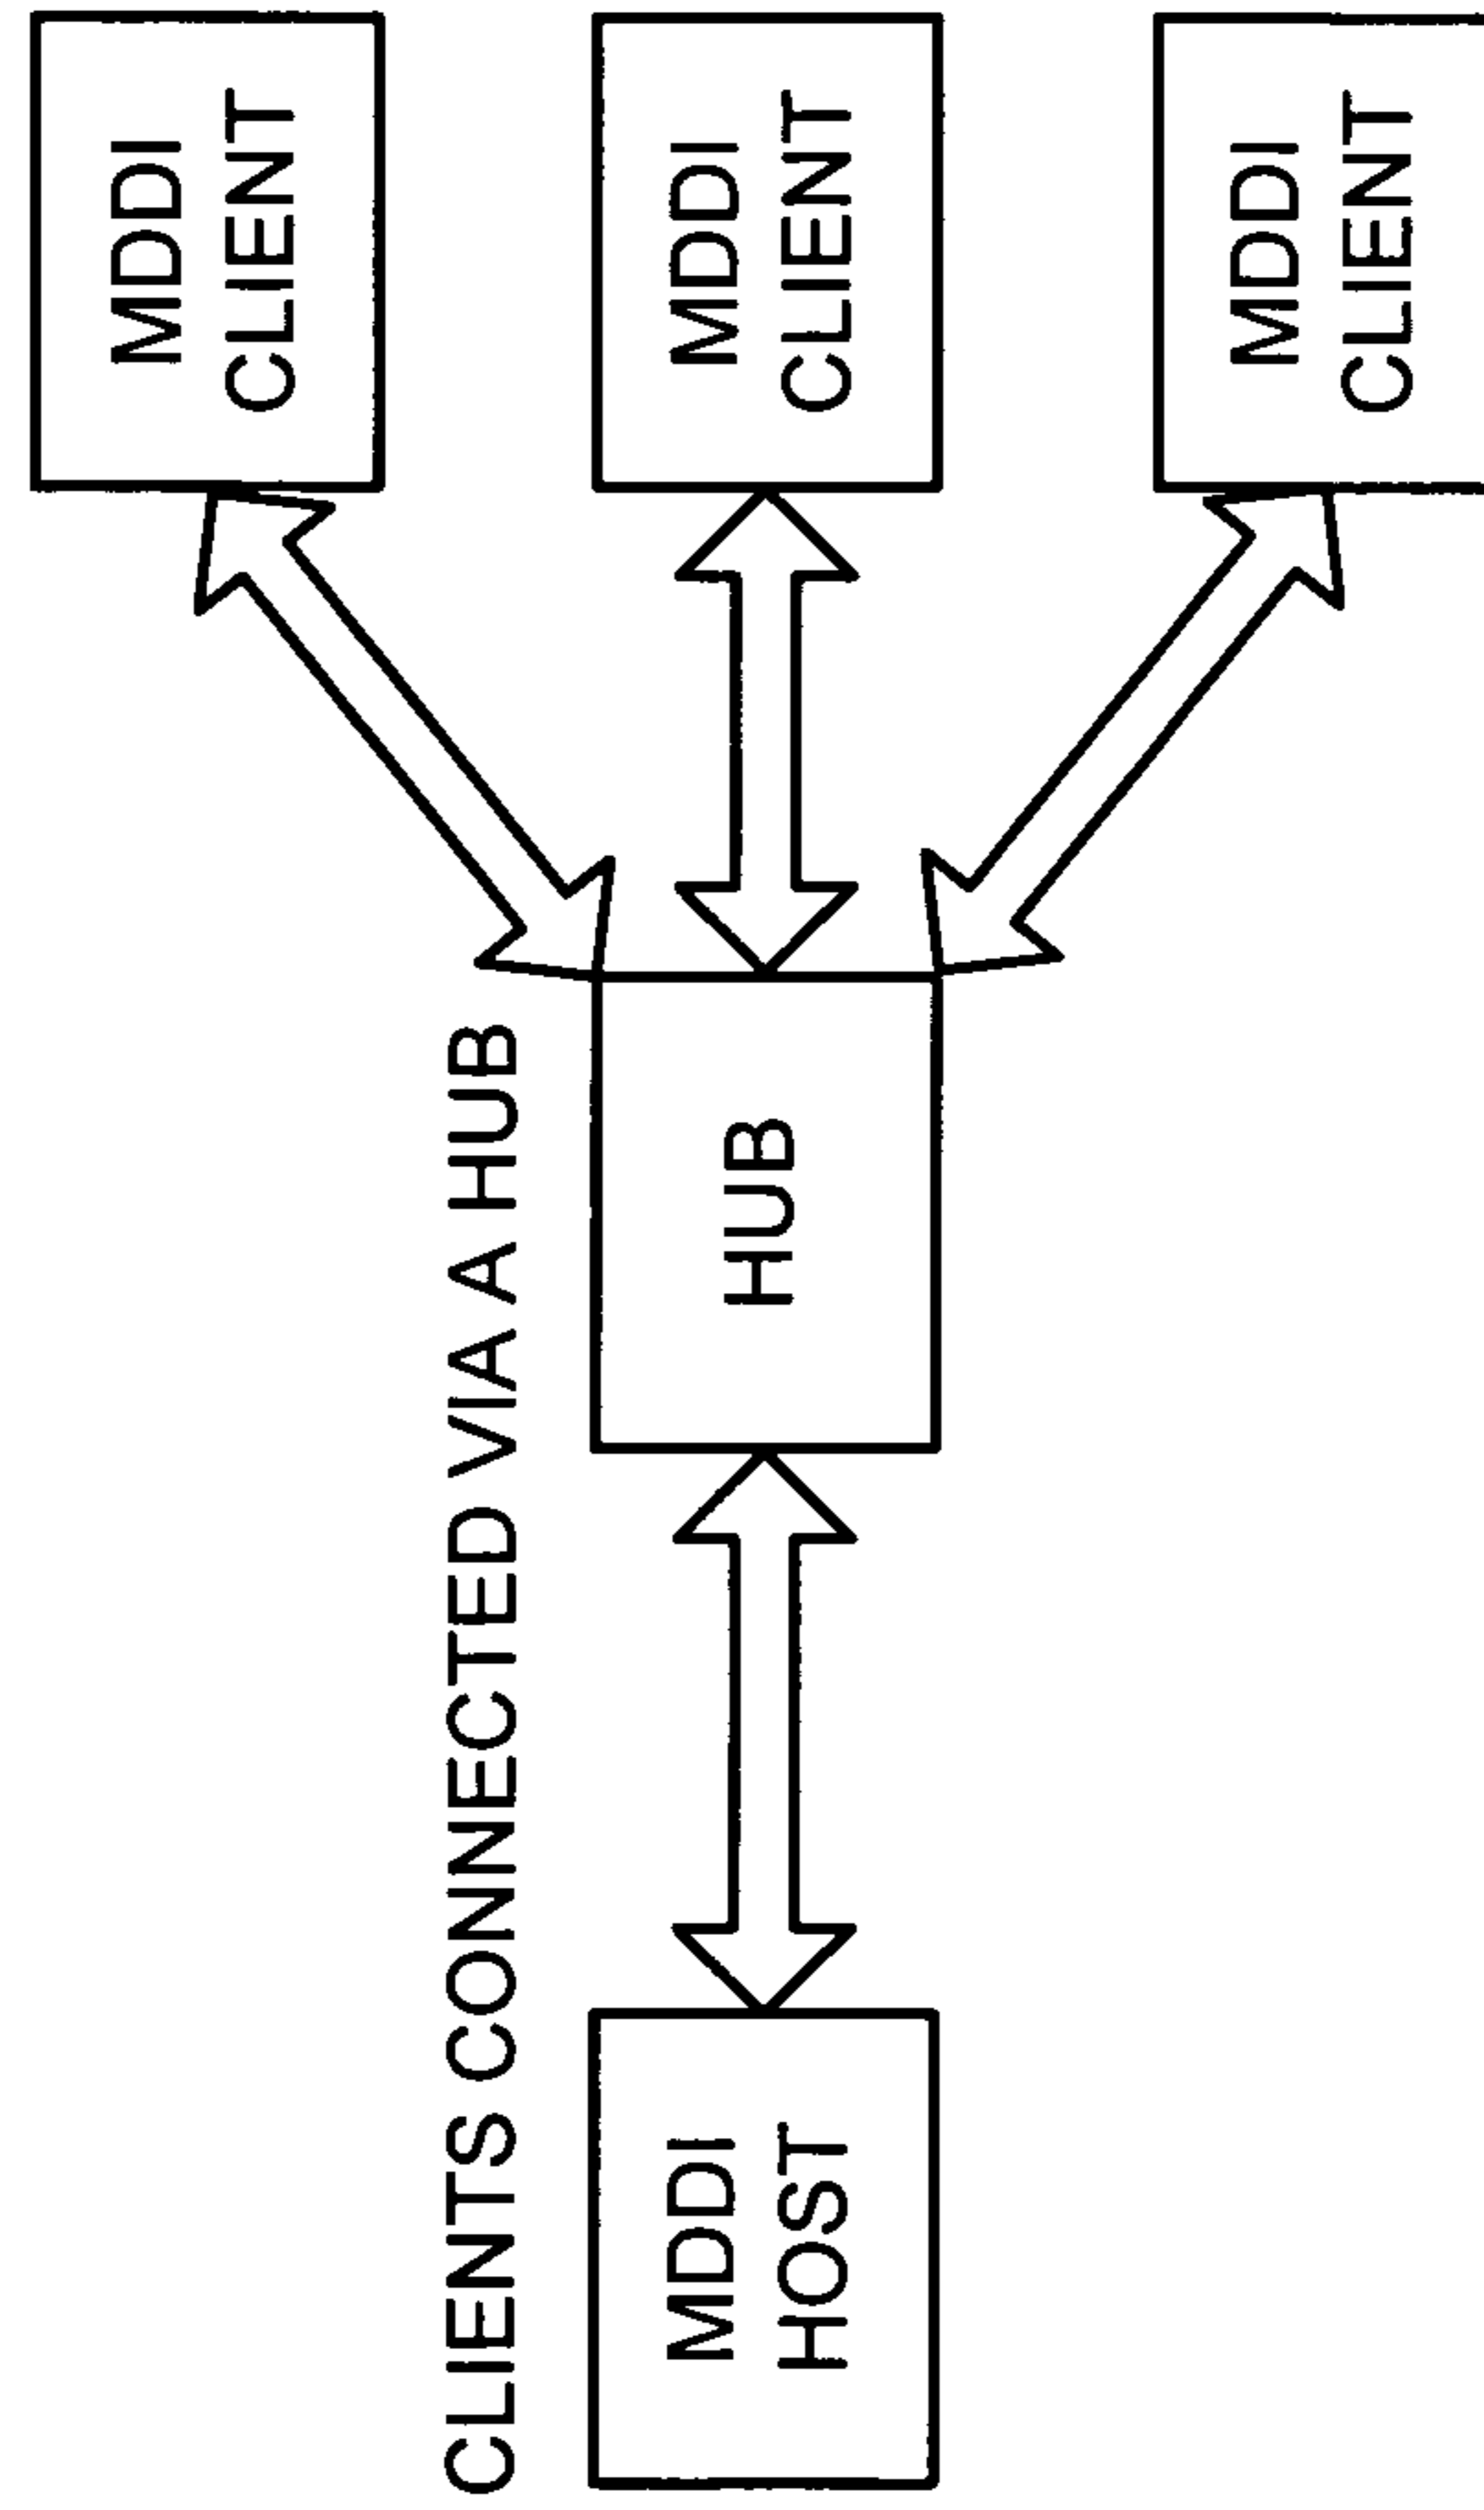 CLIENTS CONNECTED VIA A HUB
MDDI
HOST
HUB
MDDI
CLIENT
MDDI
CLIENT
MDDI
CLIENT